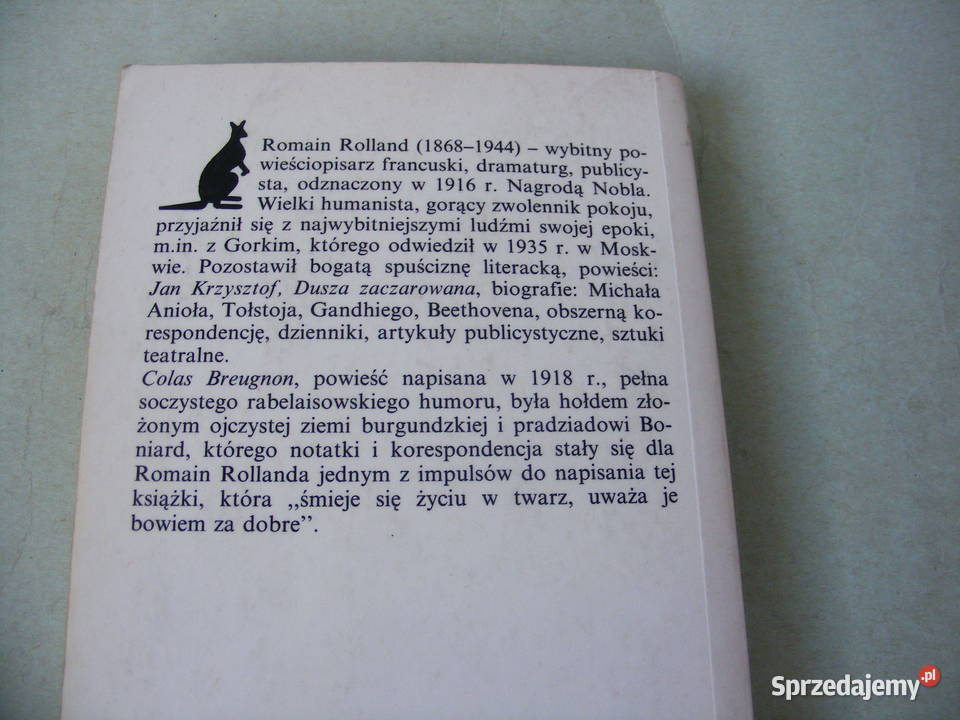 Romain Rolland (1868–1944) – wybitny po-
wieściopisarz francuski, dramaturg, publicy-
sta, odznaczony w 1916 r. Nagrodą Nobla.
Wielki humanista, gorący zwolennik pokoju,
przyjaźnił się z najwybitniejszymi ludźmi swojej epoki,
m.in. z Gorkim, którego odwiedził w 1935 r. w Mosk-
wie. Pozostawił bogatą spuściznę literacką, powieści:
Jan Krzysztof, Dusza zaczarowana, biografie: Michała
Anioła, Tołstoja, Gandhiego, Beethovena, obszerną ko-
respondencję, dzienniki, artykuły publicystyczne, sztuki
teatralne.
Colas Breugnon, powieść napisana w 1918 r., pełna
soczystego rabelaisowskiego humoru, była hołdem zło-
żonym ojczystej ziemi burgundzkiej i pradziadowi Bo-
niard, którego notatki i korespondencja stały się dla
Romain Rollanda jednym z impulsów do napisania tej
książki, która ,,śmieje się życiu w twarz, uważa je
bowiem za dobre”.
Sprzedajemy.pl